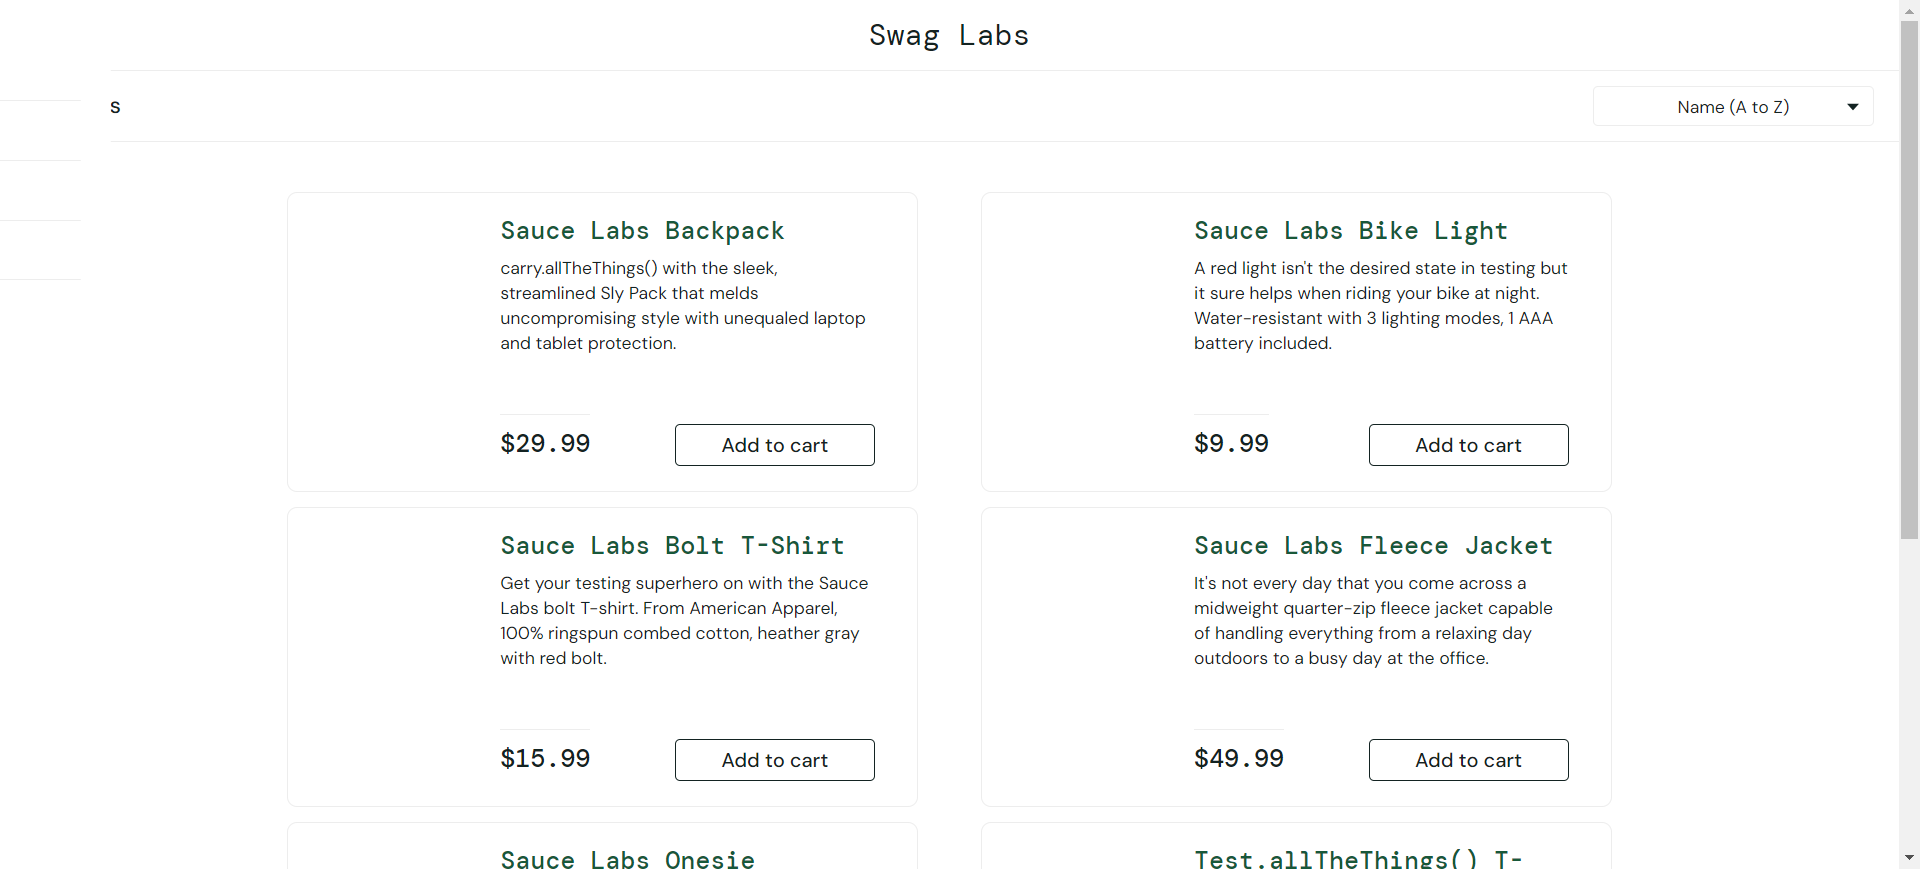 Swag Labs
s
Name (A to Z)
Sauce Labs Backpack
carry.allTheThings() with the sleek,
streamlined Sly Pack that melds
uncompromising style with unequaled laptop
and tablet protection.
$29.99
Add to cart
Sauce Labs Bike Light
A red light isn't the desired state in testing but
it sure helps when riding your bike at night.
Water-resistant with 3 lighting modes, 1 AAA
battery included.
$9.99
Add to cart
Sauce Labs Bolt T-Shirt
Get your testing superhero on with the Sauce
Labs bolt T-shirt. From American Apparel,
100% ringspun combed cotton, heather gray
with red bolt.
$15.99
Add to cart
Sauce Labs Fleece Jacket
It's not every day that you come across a
midweight quarter-zip fleece jacket capable
of handling everything from a relaxing day
outdoors to a busy day at the office.
$49.99
Add to cart
Sauce Labs Onesie
Test.allTheThings() T-